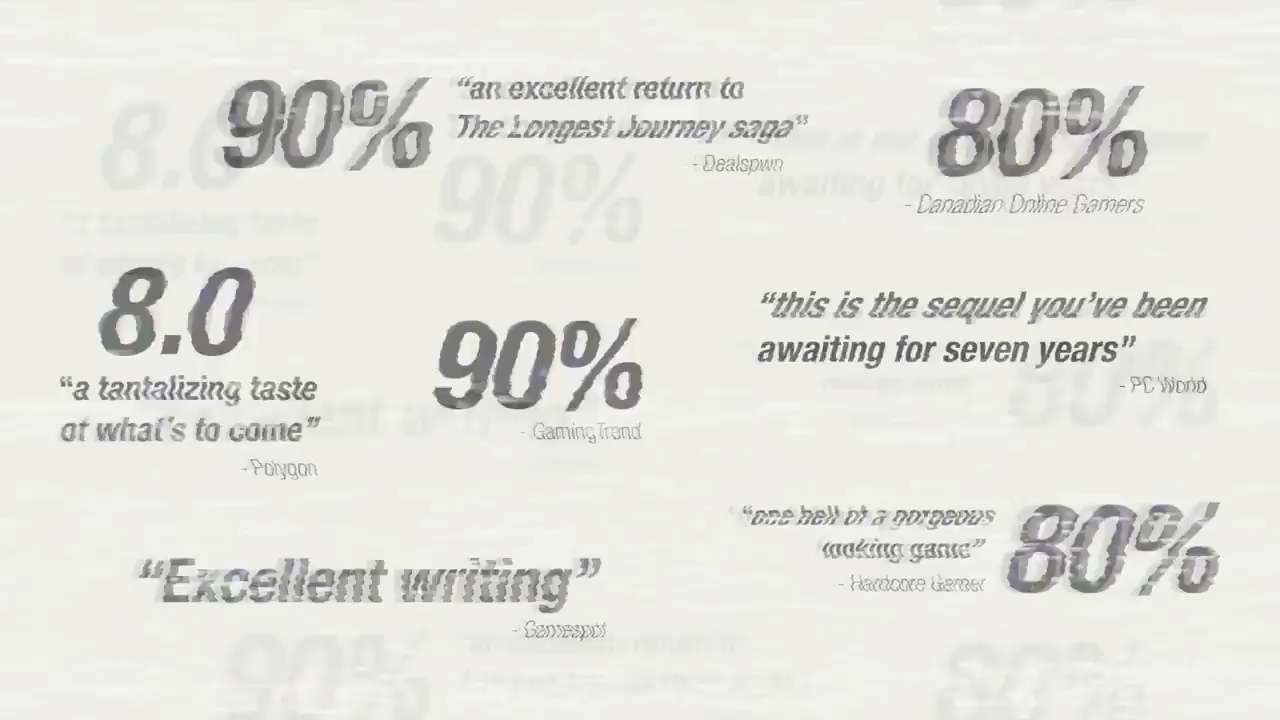 90% “an excellent return to
The Longest Journey saga”
- Dealspwn
80%
- Canadian Online Gamers
8.0
“a tantalizing taste
of what's to come”
- Polygon
90%
- GamingTrend
“this is the sequel you've been
awaiting for seven years”
- PC World
“Excellent writing”
- Gamespot
“one hell of a gorgeous
looking game”
- Hardcore Gamer
80%